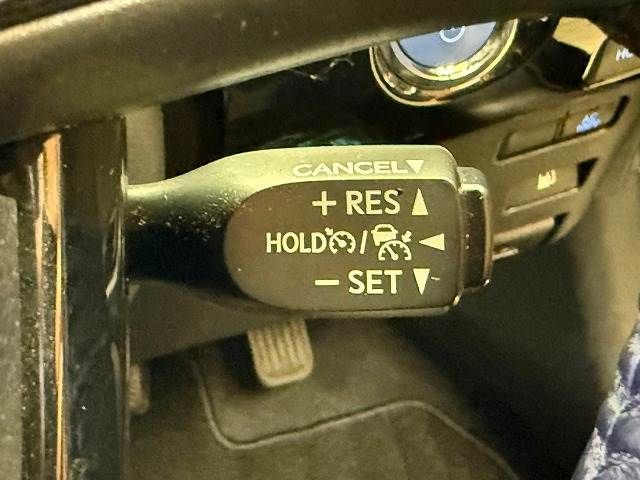 CANCEL▼
+ RES ▲
HOLD / ◀
− SET ▼